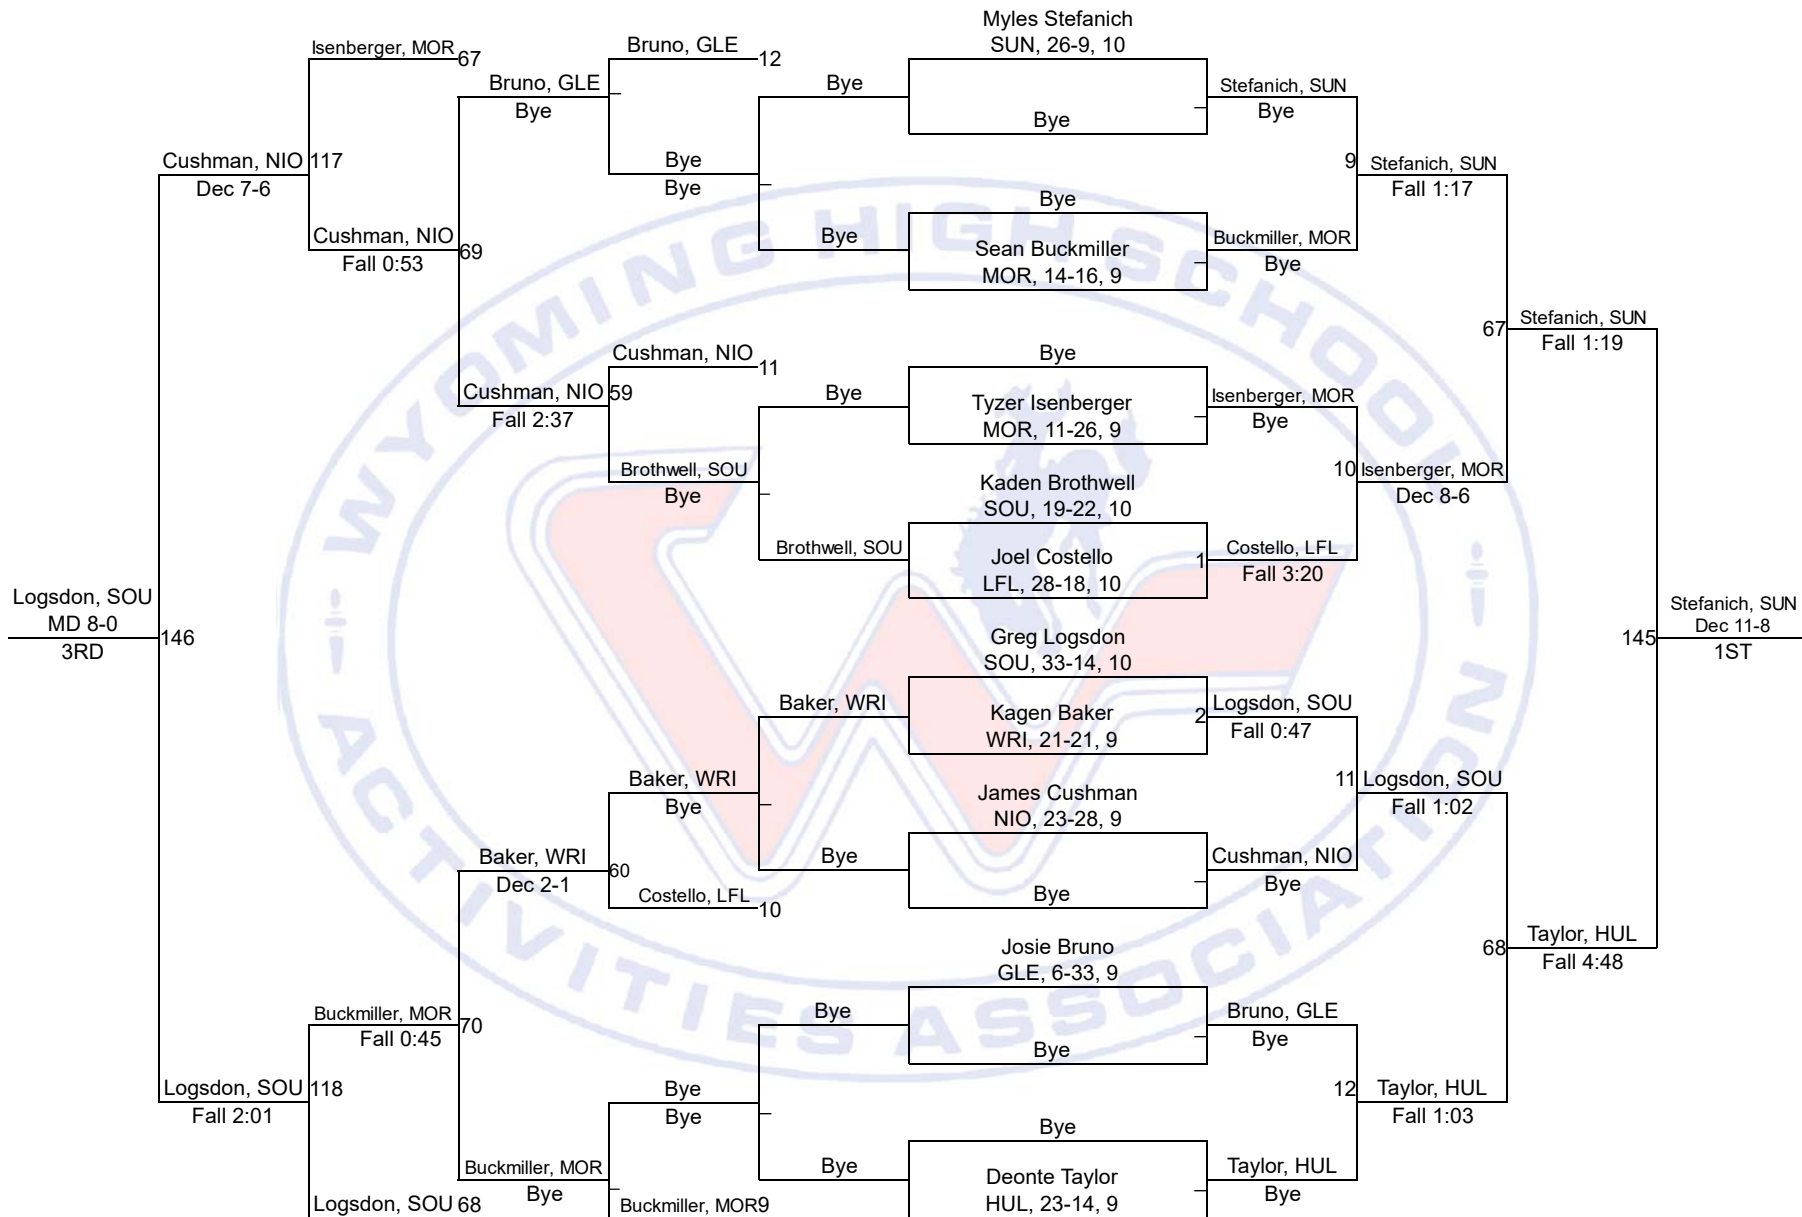 Myles Stefanich
SUN, 26-9, 10
Isenberger, MOR 67
Bruno, GLE 12
Bruno, GLE
Bye
Bye
Bye
Stefanich, SUN
Bye
Cushman, NIO 117
Dec 7-6
Bye
Bye
Bye
9 Stefanich, SUN
Fall 1:17
Cushman, NIO 69
Fall 0:53
Bye
Sean Buckmiller
MOR, 14-16, 9
Buckmiller, MOR
Bye
67 Stefanich, SUN
Fall 1:19
Cushman, NIO 11
Bye
Cushman, NIO 59
Fall 2:37
Bye
Tyzer Isenberger
MOR, 11-26, 9
Isenberger, MOR
Bye
Brothwell, SOU
Bye
Kaden Brothwell
SOU, 19-22, 10
10 Isenberger, MOR
Dec 8-6
Brothwell, SOU
Joel Costello
LFL, 28-18, 10
1 Costello, LFL
Fall 3:20
Logsdon, SOU
MD 8-0
3RD
146
Greg Logsdon
SOU, 33-14, 10
145
Stefanich, SUN
Dec 11-8
1ST
Baker, WRI
Kagen Baker
WRI, 21-21, 9
2 Logsdon, SOU
Fall 0:47
Baker, WRI
Bye
James Cushman
NIO, 23-28, 9
11 Logsdon, SOU
Fall 1:02
Baker, WRI 60
Dec 2-1
Bye
Bye
Cushman, NIO
Bye
Costello, LFL 10
Josie Bruno
GLE, 6-33, 9
68 Taylor, HUL
Fall 4:48
Buckmiller, MOR 70
Fall 0:45
Bye
Bye
Bruno, GLE
Bye
Logsdon, SOU 118
Fall 2:01
Bye
Bye
12 Taylor, HUL
Fall 1:03
Bye
Buckmiller, MOR
Bye
Bye
Deonte Taylor
HUL, 23-14, 9
Taylor, HUL
Bye
Logsdon, SOU 68
Buckmiller, MOR 9
WYOMING HIGH SCHOOL
ACTIVITIES ASSOCIATION